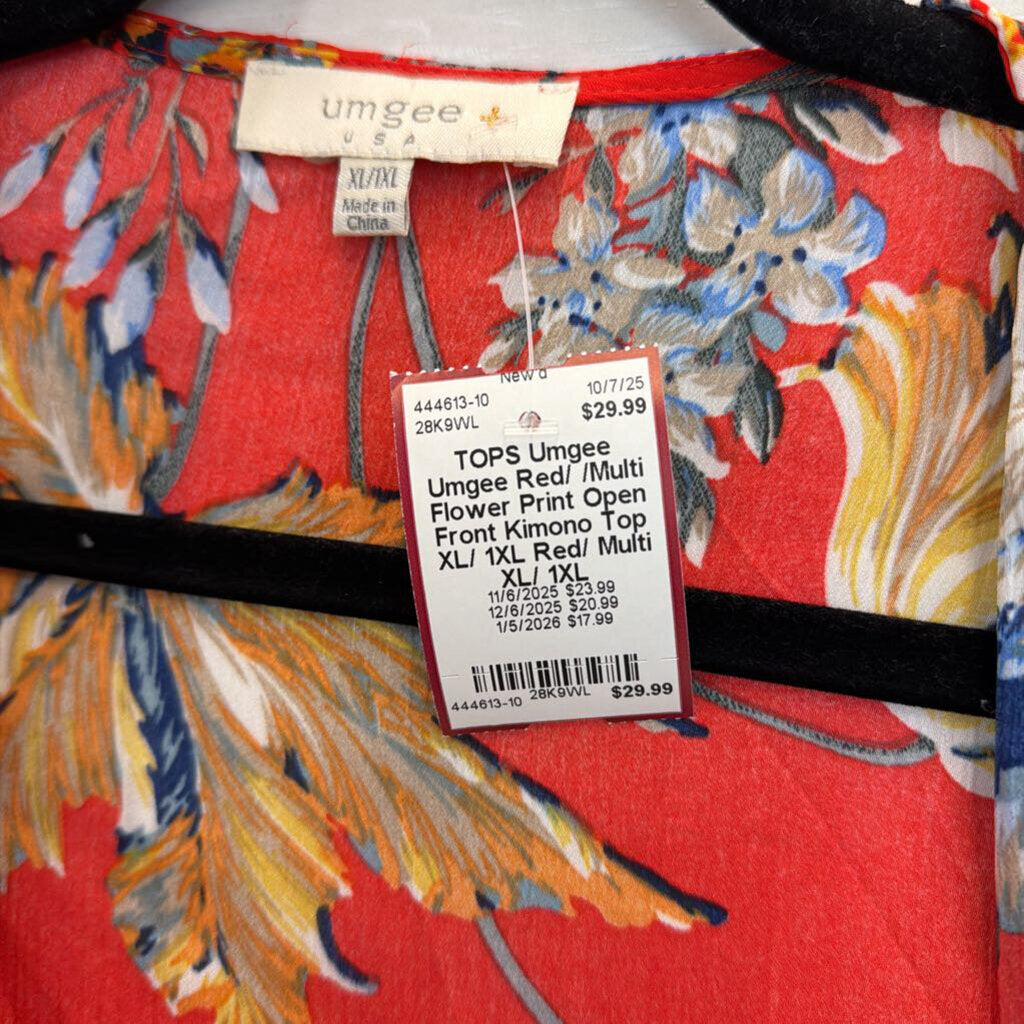 umgee +
USA
XL/1XL
Made in
China
New'd
444613-10 10/7/25
28K9WL $29.99
TOPS Umgee
Umgee Red/ /Multi
Flower Print Open
Front Kimono Top
XL/ 1XL Red/ Multi
XL/ 1XL
11/6/2025 $23.99
12/6/2025 $20.99
1/5/2026 $17.99
444613-10 28K9WL $29.99